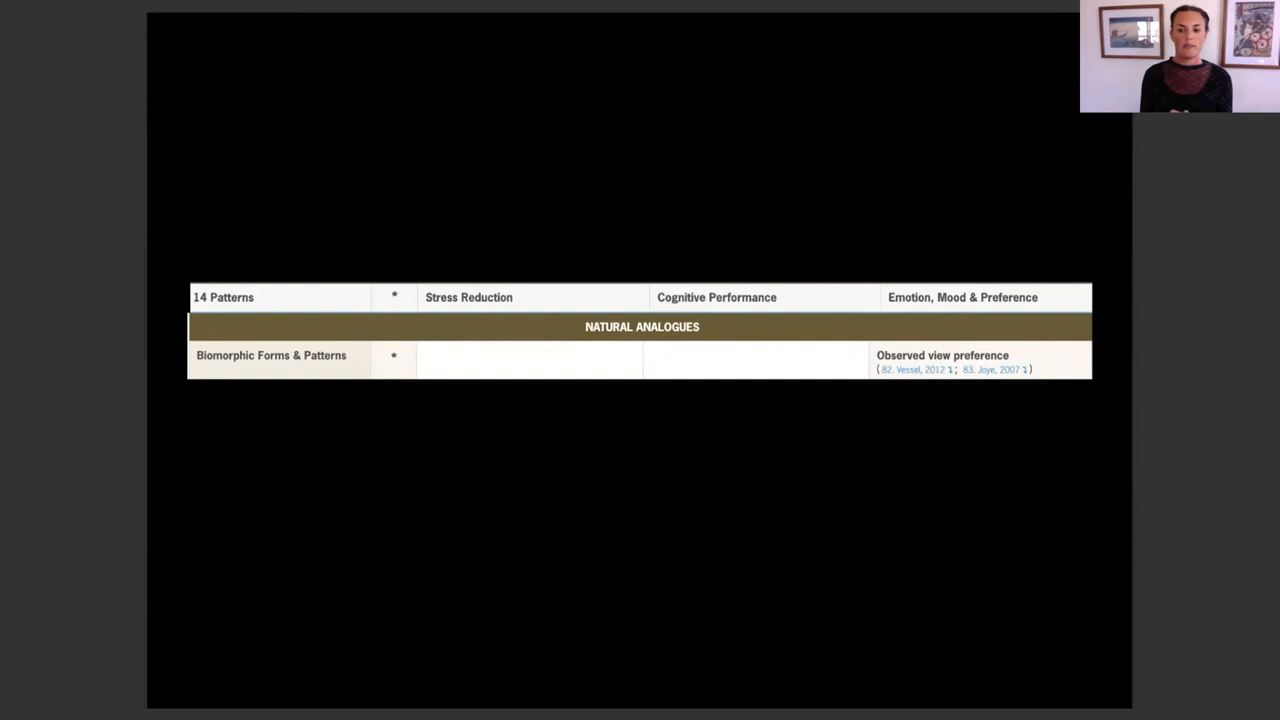 14 Patterns * Stress Reduction Cognitive Performance Emotion, Mood & Preference
NATURAL ANALOGUES
Biomorphic Forms & Patterns * Observed view preference
(82. Vessel, 2012 ↴; 83. Joye, 2007 ↴)